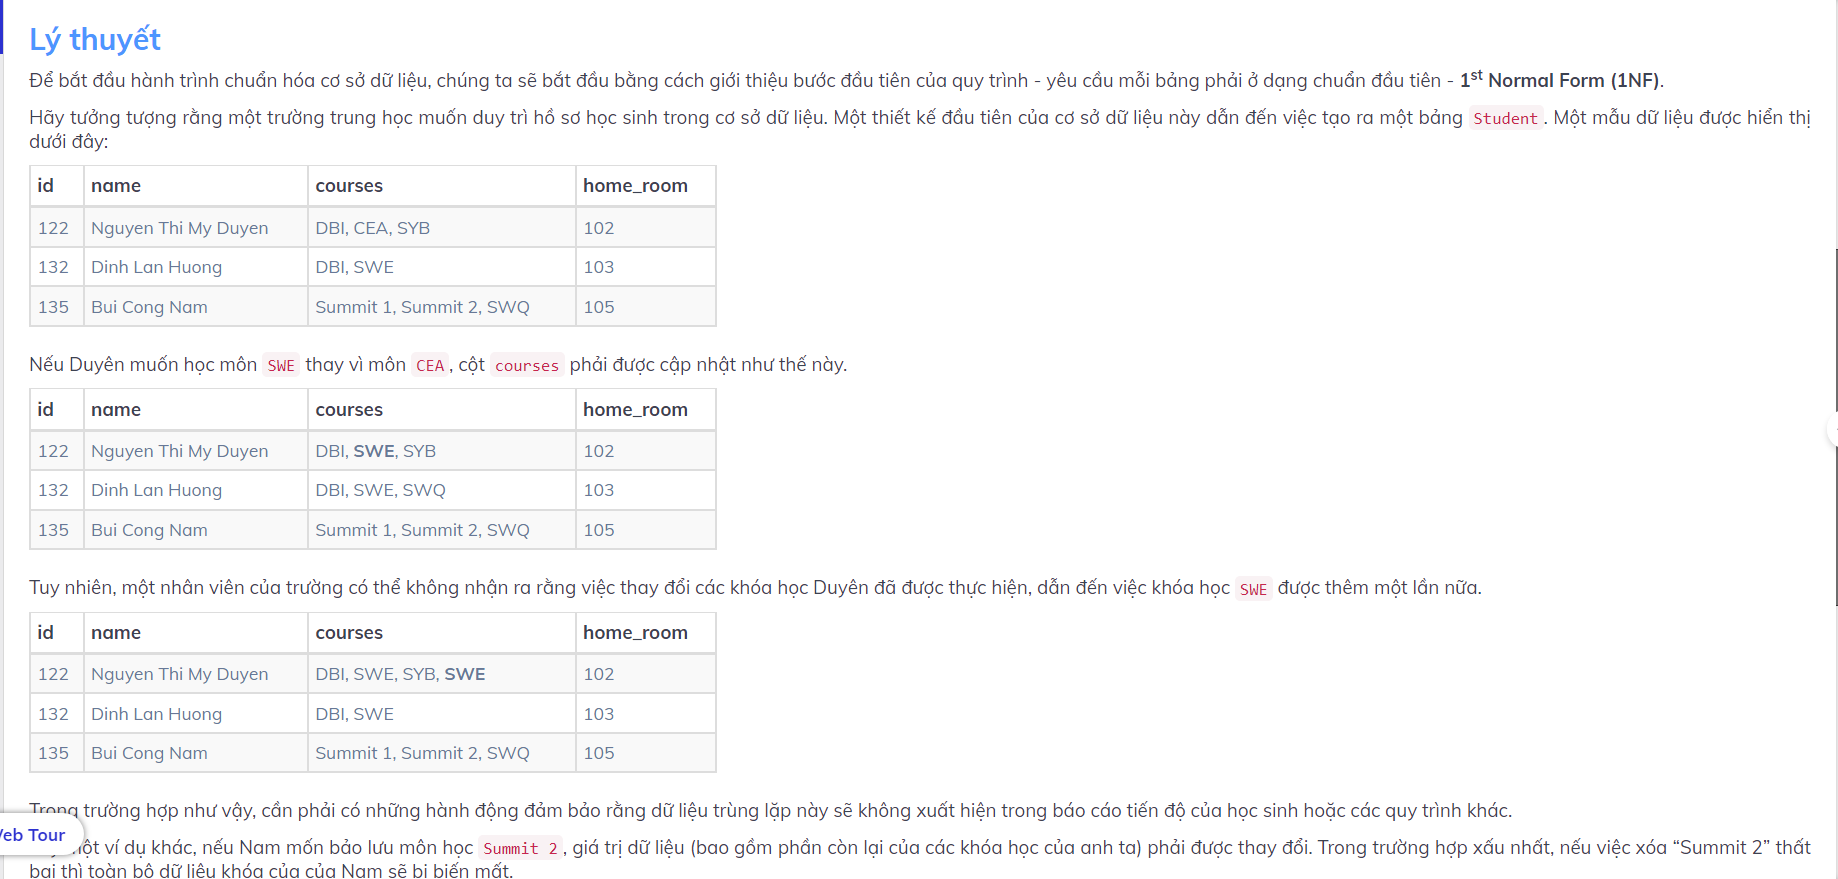 Lý thuyết
Để bắt đầu hành trình chuẩn hóa cơ sở dữ liệu, chúng ta sẽ bắt đầu bằng cách giới thiệu bước đầu tiên của quy trình - yêu cầu mỗi bảng phải ở dạng chuẩn đầu tiên - 1st Normal Form (1NF).
Hãy tưởng tượng rằng một trường trung học muốn duy trì hồ sơ học sinh trong cơ sở dữ liệu. Một thiết kế đầu tiên của cơ sở dữ liệu này dẫn đến việc tạo ra một bảng Student. Một mẫu dữ liệu được hiển thị
dưới đây:
id name courses home_room
122 Nguyen Thi My Duyen DBI, CEA, SYB 102
132 Dinh Lan Huong DBI, SWE 103
135 Bui Cong Nam Summit 1, Summit 2, SWQ 105
Nếu Duyên muốn học môn SWE thay vì môn CEA, cột courses phải được cập nhật như thế này.
id name courses home_room
122 Nguyen Thi My Duyen DBI, SWE, SYB 102
132 Dinh Lan Huong DBI, SWE, SWQ 103
135 Bui Cong Nam Summit 1, Summit 2, SWQ 105
Tuy nhiên, một nhân viên của trường có thể không nhận ra rằng việc thay đổi các khóa học Duyên đã được thực hiện, dẫn đến việc khóa học SWE được thêm một lần nữa.
id name courses home_room
122 Nguyen Thi My Duyen DBI, SWE, SYB, SWE 102
132 Dinh Lan Huong DBI, SWE 103
135 Bui Cong Nam Summit 1, Summit 2, SWQ 105
Trong trường hợp như vậy, cần phải có những hành động đảm bảo rằng dữ liệu trùng lặp này sẽ không xuất hiện trong báo cáo tiến độ của học sinh hoặc các quy trình khác.
Web Tour
ví dụ khác, nếu Nam mốn bảo lưu môn học Summit 2, giá trị dữ liệu (bao gồm phần còn lại của các khóa học của anh ta) phải được thay đổi. Trong trường hợp xấu nhất, nếu việc xóa “Summit 2” thất
bại thì toàn bộ dữ liệu khóa của của Nam sẽ bị biến mất.